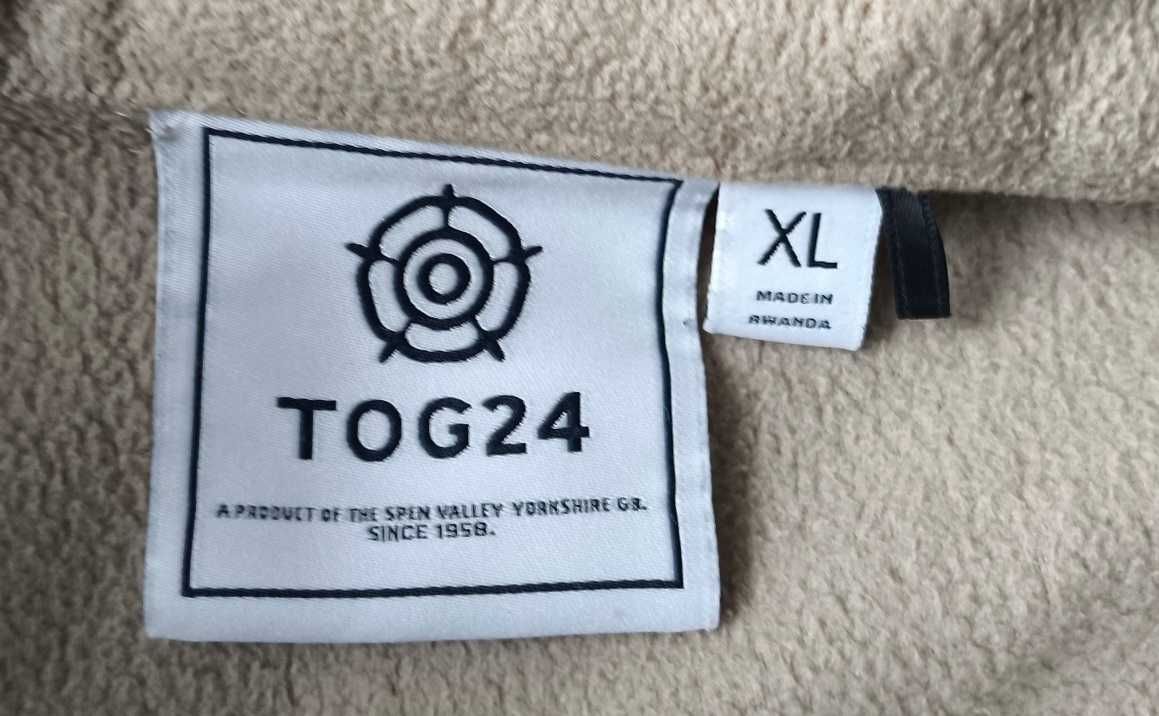 TOG24
A PRODUCT OF THE SPEN VALLEY YORKSHIRE GB.
SINCE 1958.
XL
MADE IN
RWANDA